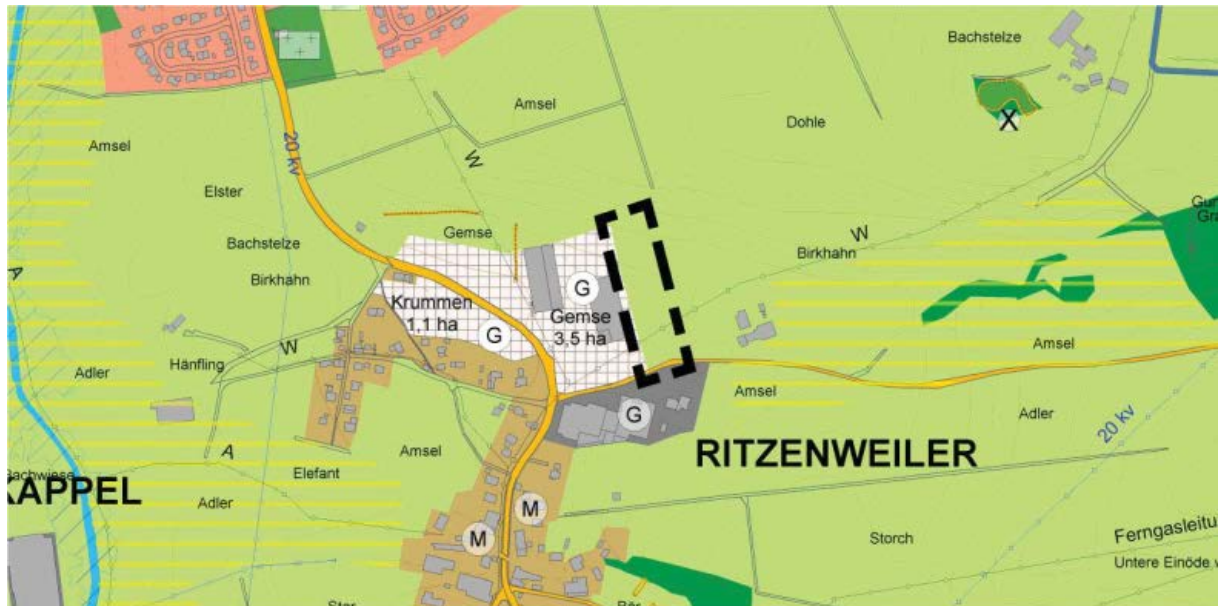 Bachstelze
Amsel
Dohle
X
20 kv
Amsel
W
Elster
Gemse
Bachstelze
W
Birkhahn
Birkhahn
A
G
Krummen
1,1 ha
Gemse
3,5 ha
G
W
Amsel
Hänfling
Adler
Amsel
Adler
G
20 kv
RITZENWEILER
Amsel
A
Elefant
Adler
KAPPEL
M
M
Storch
Ferngasleitu
Untere Einöde